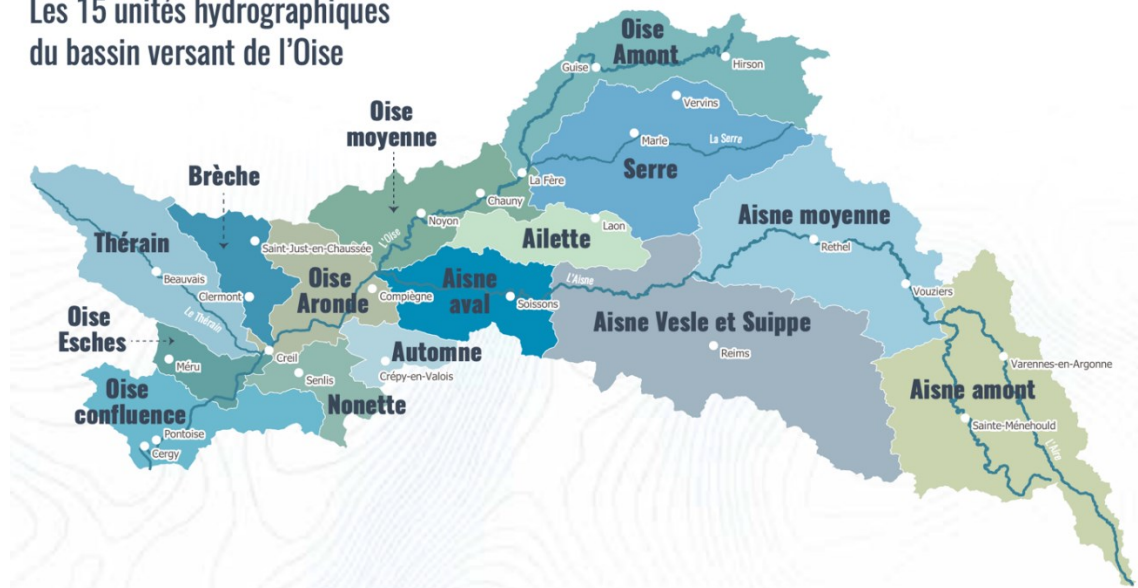 Les 15 unités hydrographiques
du bassin versant de l'Oise
Oise
Amont
Guise
Hirson
Vervins
Oise
moyenne
Marle
La Serre
Serre
La Fère
Brèche
Chauny
Noyon
L'Oise
Laon
Ailette
Aisne moyenne
Rethel
Thérain
Saint-Just-en-Chaussée
Beauvais
Clermont
Le Thérain
Oise
Aronde
Compiègne
Aisne
aval
Soissons
L'Aisne
Vouziers
Oise
Esches
Méru
Creil
Senlis
Automne
Crépy-en-Valois
Aisne Vesle et Suippe
Reims
Varennes-en-Argonne
Aisne amont
Sainte-Ménehould
L'Aire
Oise
confluence
Nonette
Pontoise
Cergy